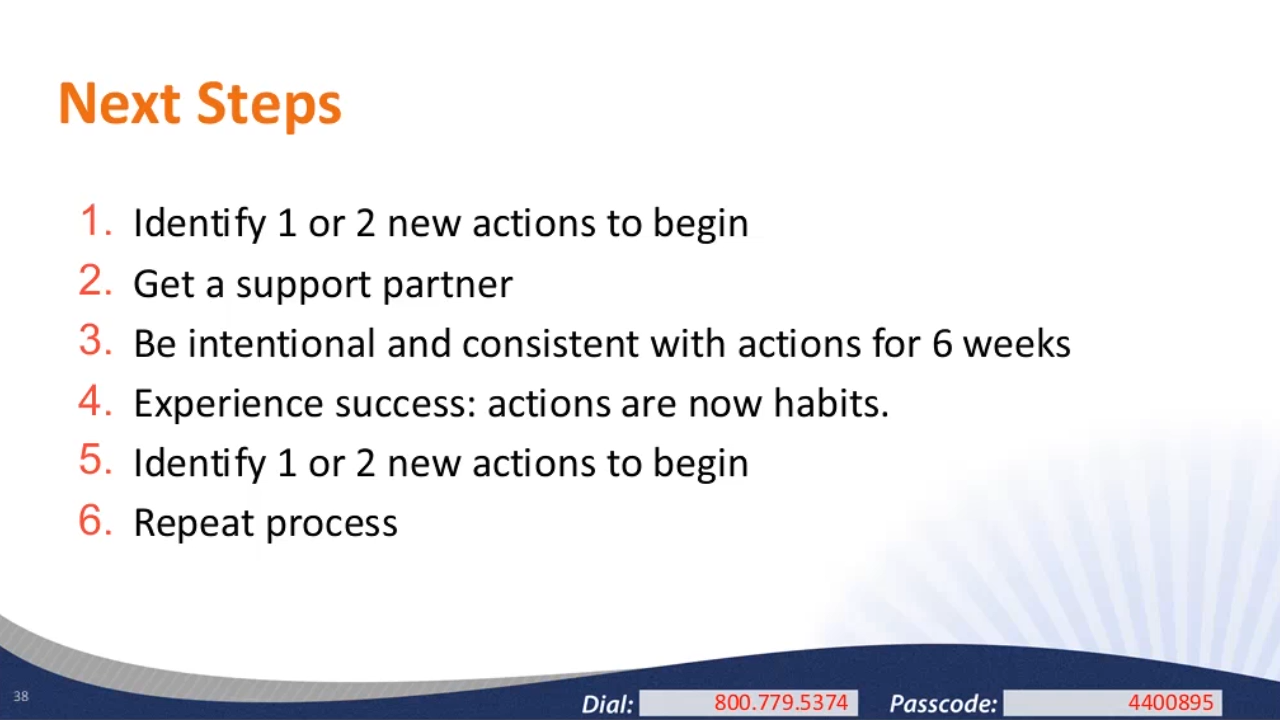 Next Steps
1. Identify 1 or 2 new actions to begin
2. Get a support partner
3. Be intentional and consistent with actions for 6 weeks
4. Experience success: actions are now habits.
5. Identify 1 or 2 new actions to begin
6. Repeat process
38
Dial: 800.779.5374 Passcode: 4400895